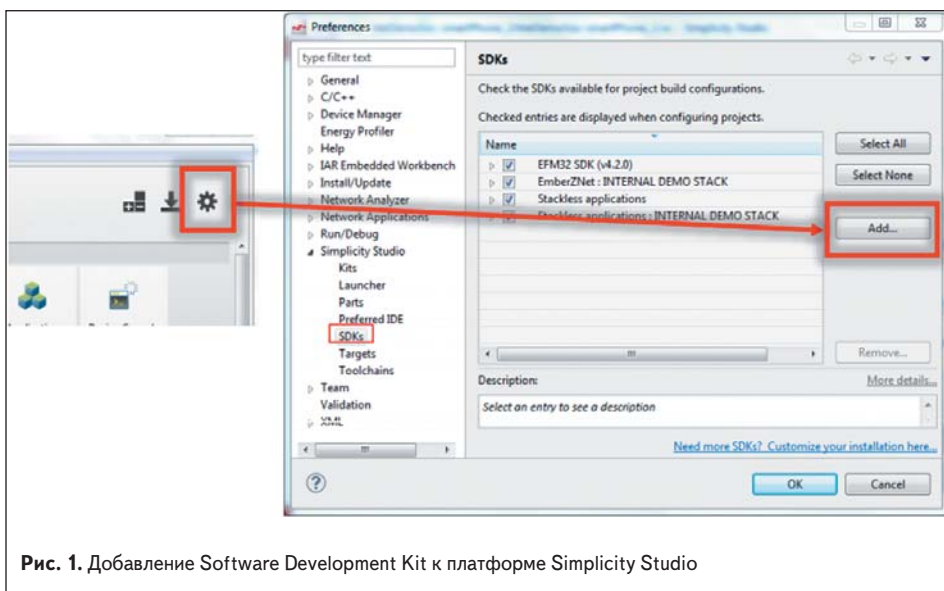 Preferences
type filter text
General
C/C++
Device Manager
Energy Profiler
Help
IAR Embedded Workbench
Install/Update
Network Analyzer
Network Applications
Run/Debug
Simplicity Studio
Kits
Launcher
Parts
Preferred IDE
SDKs
Targets
Toolchains
Team
Validation
XML
SDKs
Check the SDKs available for project build configurations.
Checked entries are displayed when configuring projects.
Name
EFM32 SDK (v4.2.0)
EmberZNet : INTERNAL DEMO STACK
Stackless applications
Stackless applications : INTERNAL DEMO STACK
Select All
Select None
Add...
Remove...
Description:
More details...
Select an entry to see a description
Need more SDKs? Customize your installation here...
OK
Cancel
Рис. 1. Добавление Software Development Kit к платформе Simplicity Studio